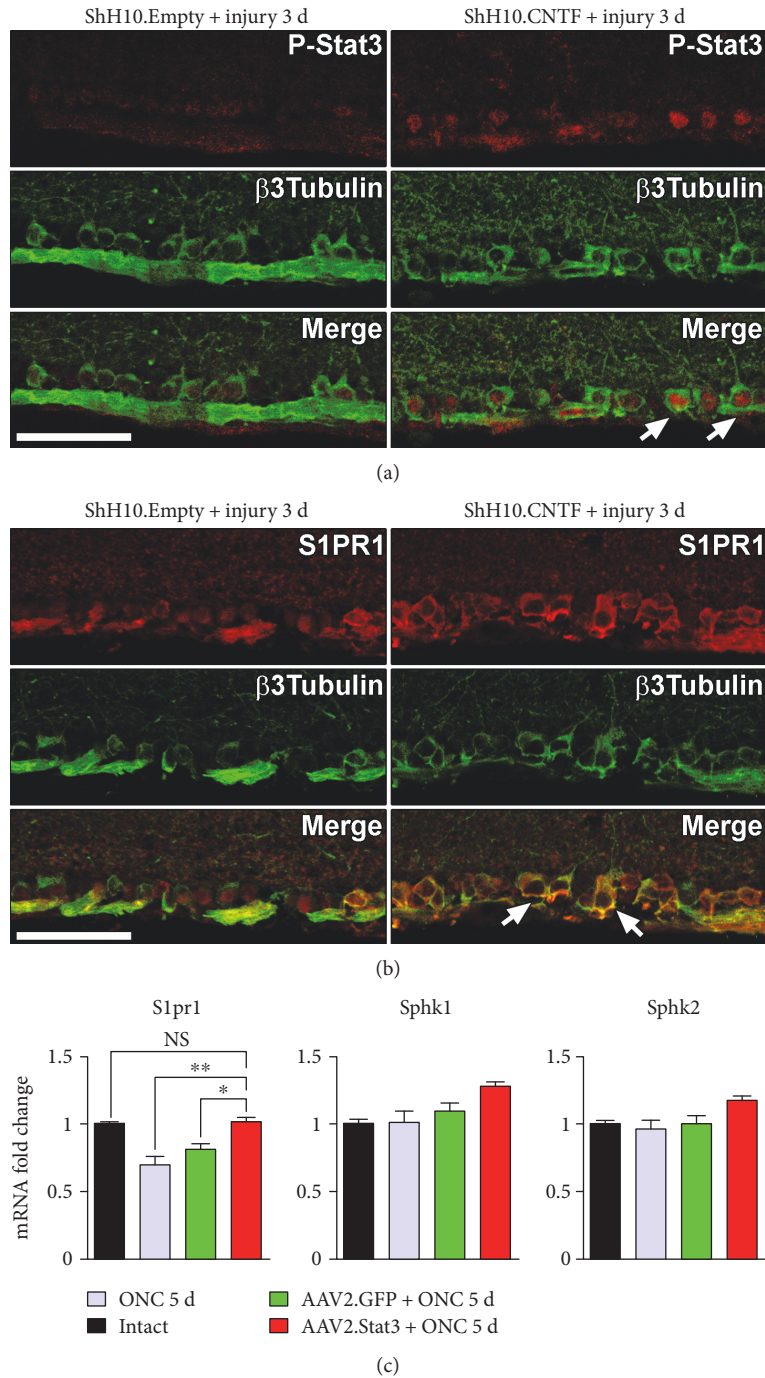 ShH10.Empty + injury 3 d
ShH10.CNTF + injury 3 d
P-Stat3
P-Stat3
β3Tubulin
β3Tubulin
Merge
Merge
(a)
ShH10.Empty + injury 3 d
ShH10.CNTF + injury 3 d
S1PR1
S1PR1
β3Tubulin
β3Tubulin
Merge
Merge
(b)
S1pr1
Sphk1
Sphk2
mRNA fold change
1.5
1
0.5
0
NS
**
*
1.5
1
0.5
0
1.5
1
0.5
0
ONC 5 d
AAV2.GFP + ONC 5 d
Intact
AAV2.Stat3 + ONC 5 d
(c)